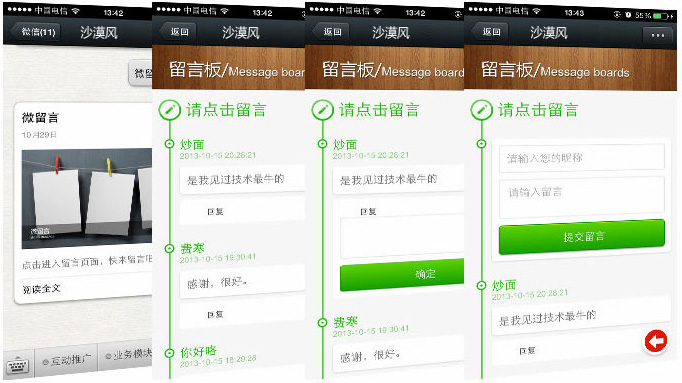 中国电信 13:42
微信(11) 沙漠风
微留
微留言
10月29日
微留言
点击进入留言页面，快来留言吧
阅读全文
互动推广
业务模块
中国电信 13:42
返回 沙漠风
留言板/Message boar
请点击留言
炒面
2013-10-15 20:28:21
是我见过技术最牛的
回复
费寒
2013-10-15 19:30:41
感谢，很好。
回复
你好咯
2013-10-15 18:20:28
中国电信 13:42
返回 沙漠风
留言板/Message board
请点击留言
炒面
2013-10-15 20:28:21
是我见过技术最牛的
回复
确定
费寒
2013-10-15 19:30:41
感谢，很好。
中国电信 13:43 55%
返回 沙漠风
留言板/Message boards
请点击留言
请输入您的昵称
请输入留言
提交留言
炒面
2013-10-15 20:28:21
是我见过技术最牛的
回复